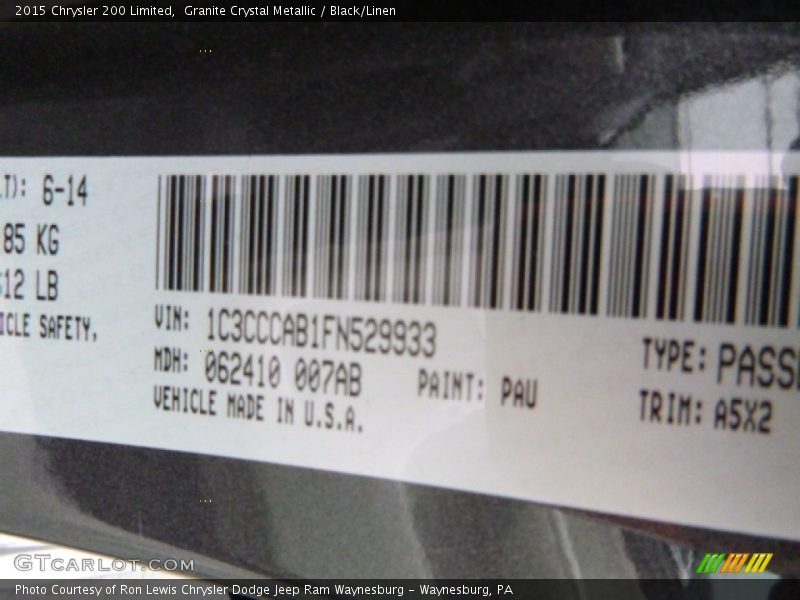 2015 Chrysler 200 Limited, Granite Crystal Metallic / Black/Linen
LT): 6-14
85 KG
12 LB
ICLE SAFETY.
VIN: 1C3CCCAB1FN529933
MDH: 062410 007AB
PAINT: PAU
VEHICLE MADE IN U.S.A.
TYPE: PASS
TRIM: A5X2
GTCARLOT.COM
Photo Courtesy of Ron Lewis Chrysler Dodge Jeep Ram Waynesburg - Waynesburg, PA